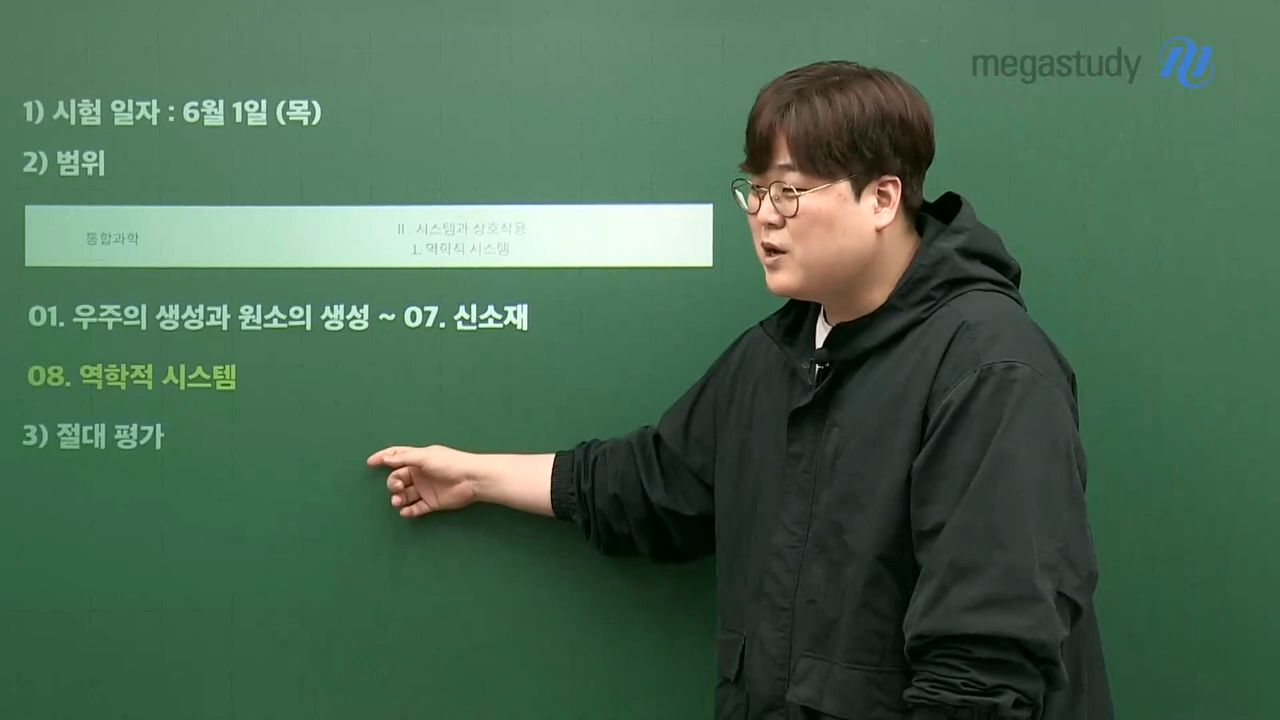 megastudy
1) 시험 일자 : 6월 1일 (목)
2) 범위
통합과학
Ⅱ. 시스템과 상호작용
1. 역학적 시스템
01. 우주의 생성과 원소의 생성 ~ 07. 신소재
08. 역학적 시스템
3) 절대 평가